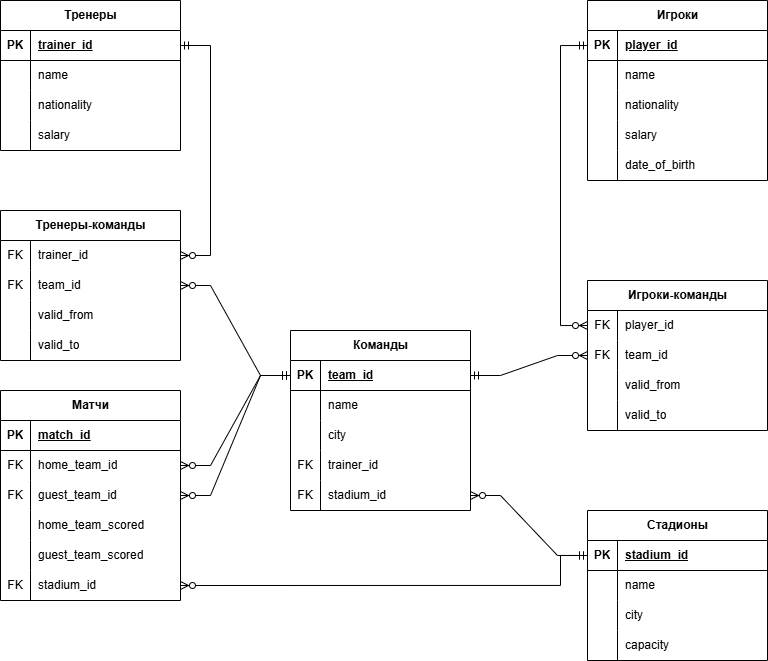 Тренеры
PK trainer_id
name
nationality
salary
Игроки
PK player_id
name
nationality
salary
date_of_birth
Тренеры-команды
FK trainer_id
FK team_id
valid_from
valid_to
Игроки-команды
FK player_id
FK team_id
valid_from
valid_to
Команды
PK team_id
name
city
FK trainer_id
FK stadium_id
Матчи
PK match_id
FK home_team_id
FK guest_team_id
home_team_scored
guest_team_scored
FK stadium_id
Стадионы
PK stadium_id
name
city
capacity